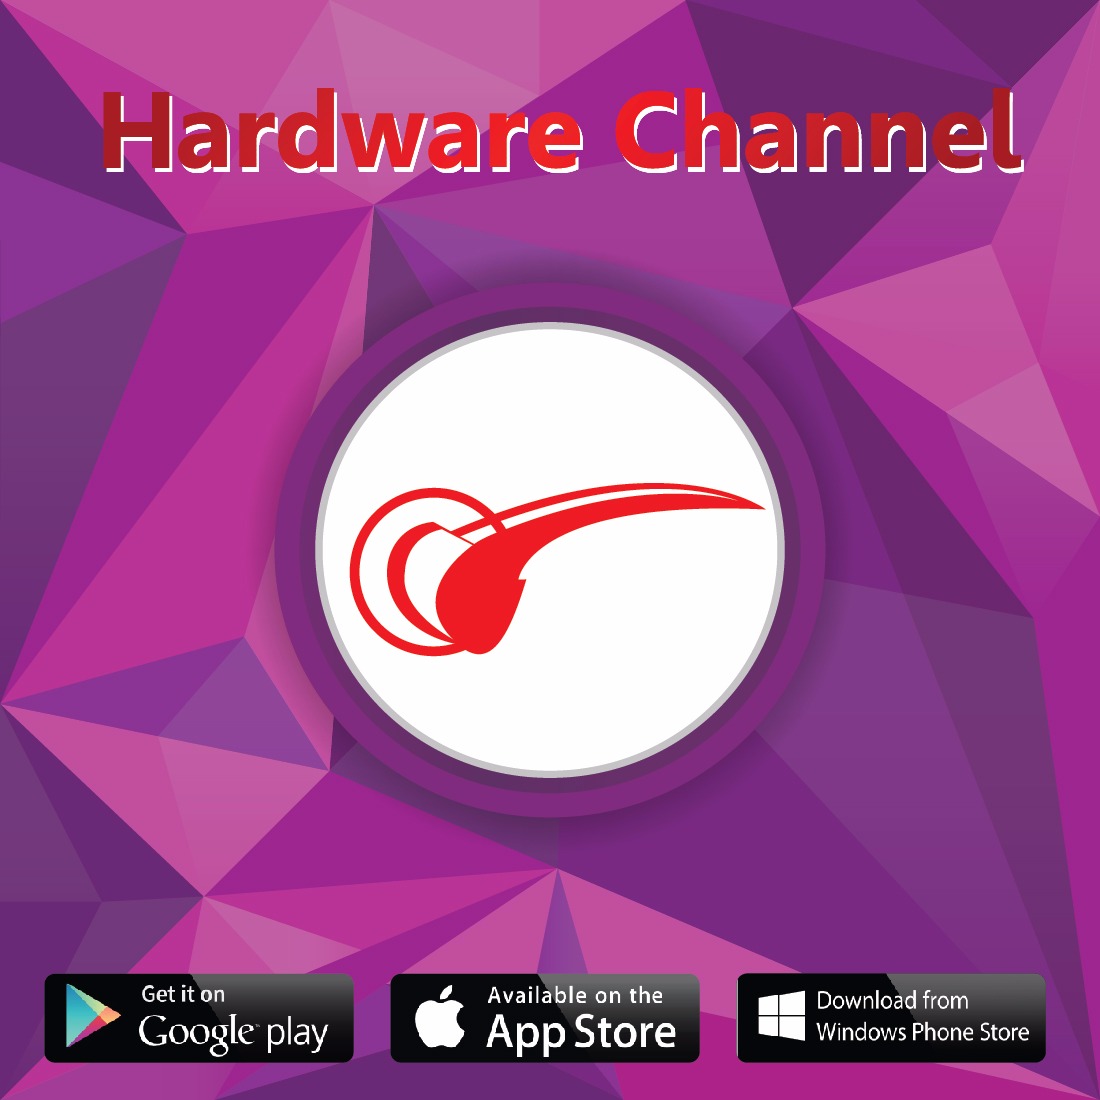 Hardware Channel
Get it on
Google play
Available on the
App Store
Download from
Windows Phone Store